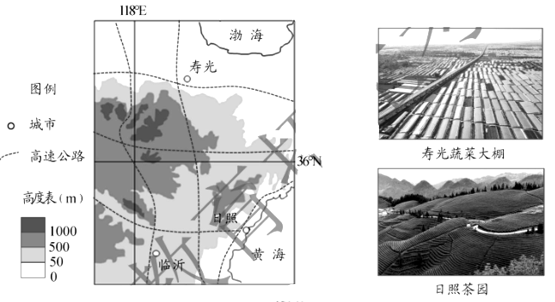 118°E
渤海
寿光
图例
城市
高速公路
36°N
高度表(m)
1000
500
50
0
日照
黄海
临沂
寿光蔬菜大棚
日照茶园